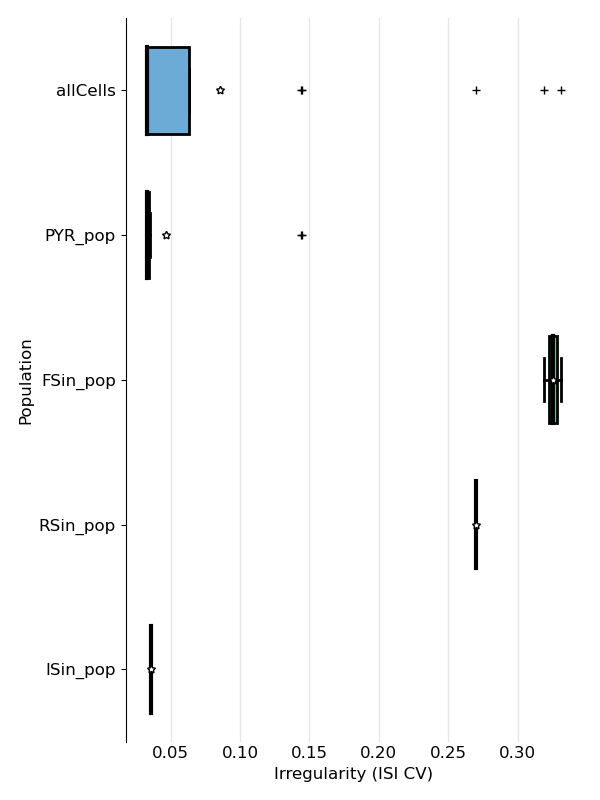 allCells
PYR_pop
FSin_pop
RSin_pop
ISin_pop
Population
0.05 0.10 0.15 0.20 0.25 0.30
Irregularity (ISI CV)